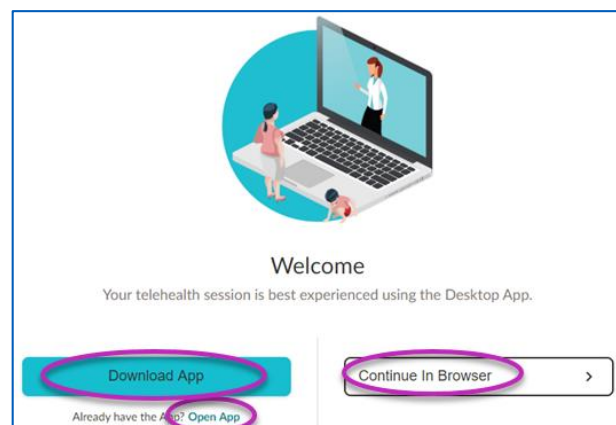 Welcome
Your telehealth session is best experienced using the Desktop App.
Download App
Already have the App? Open App
Continue In Browser